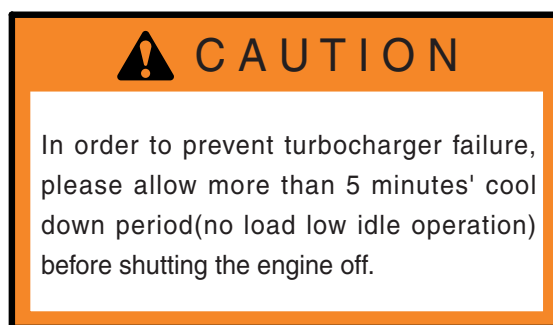 CAUTION
In order to prevent turbocharger failure,
please allow more than 5 minutes' cool
down period(no load low idle operation)
before shutting the engine off.